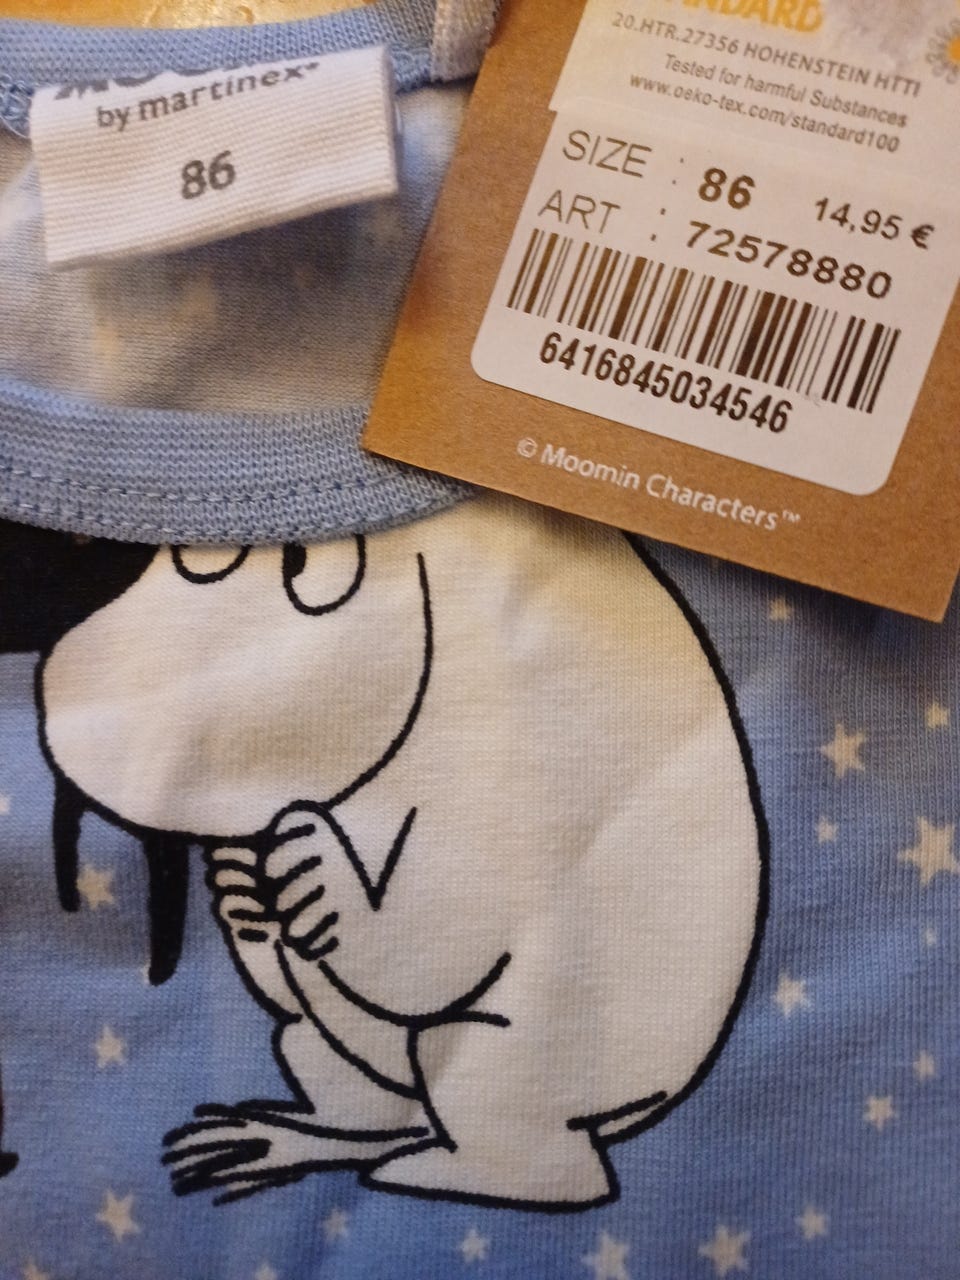 by martinex®
86
STANDARD
20.HTR.27356 HOHENSTEIN HTTI
Tested for harmful Substances
www.oeko-tex.com/standard100
SIZE : 86 14,95 €
ART : 72578880
6416845034546
© Moomin Characters™